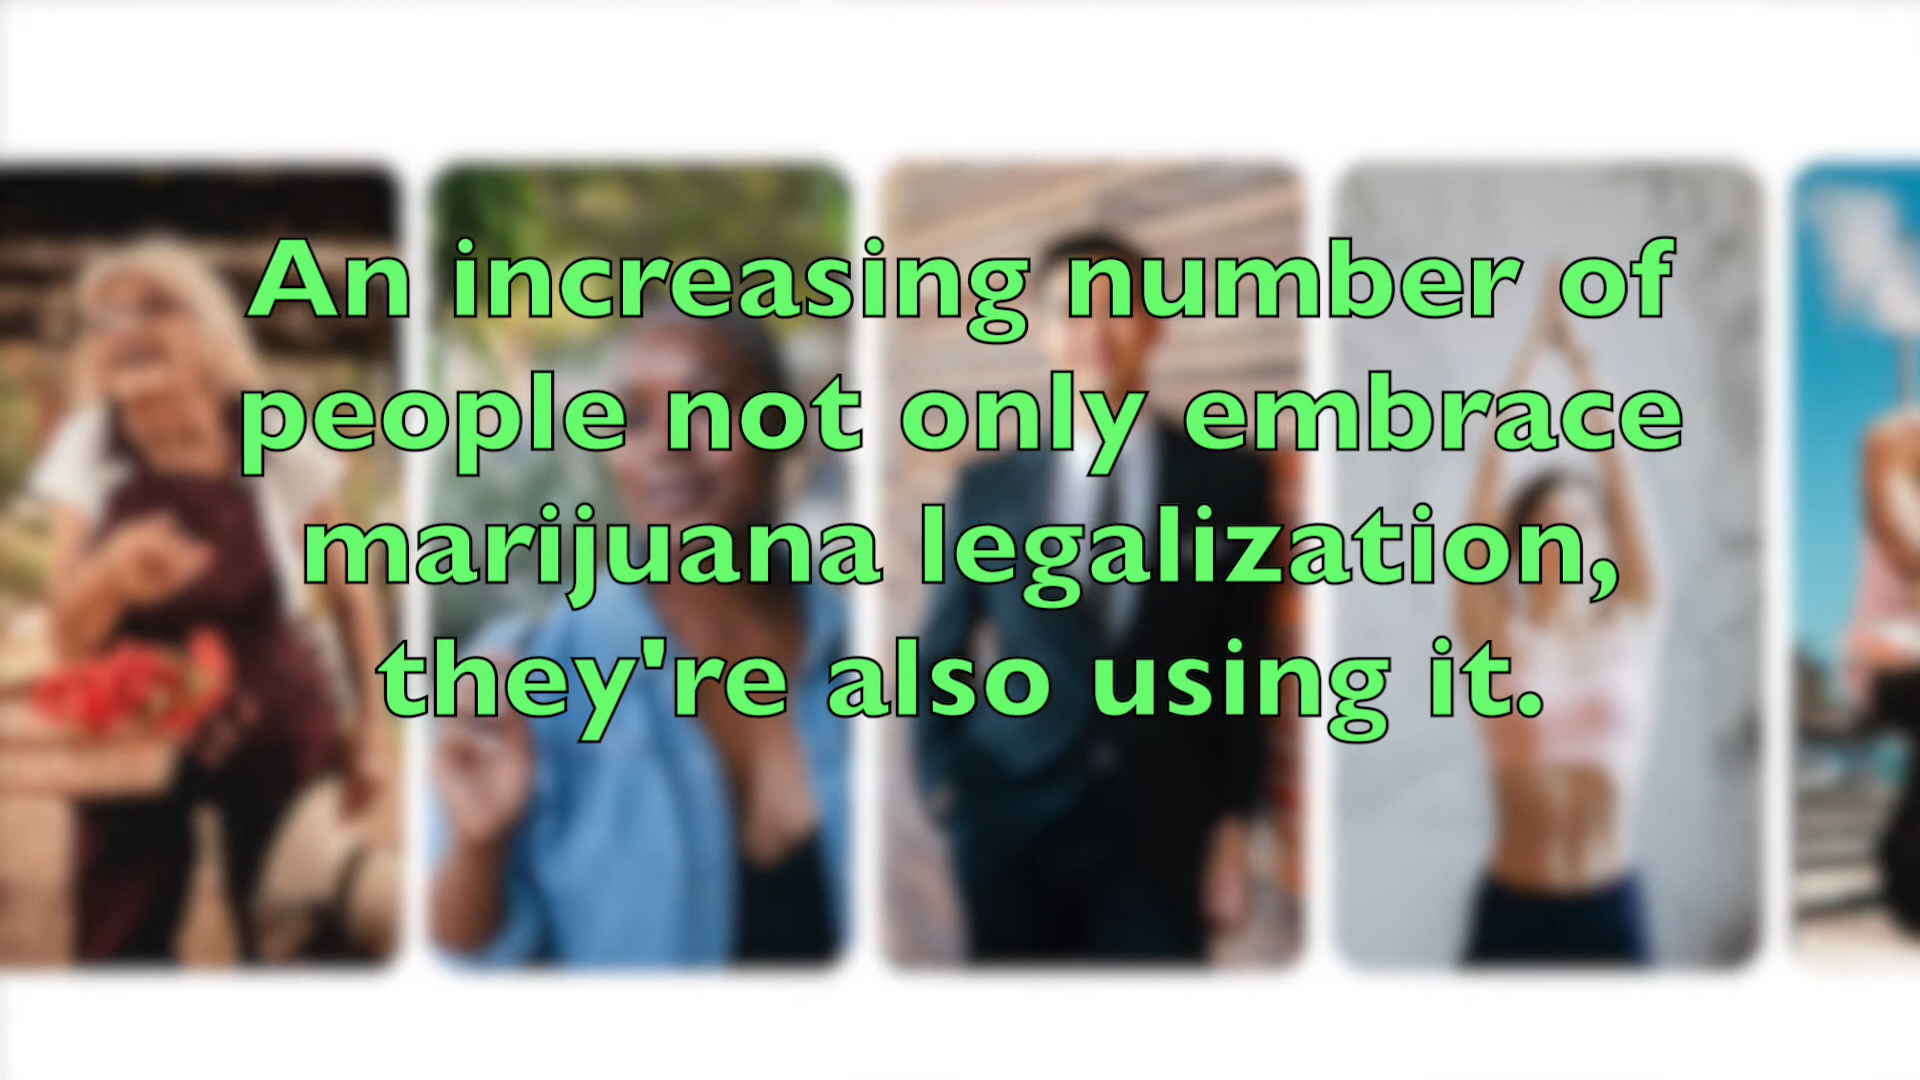 An increasing number of
people not only embrace
marijuana legalization,
they're also using it.